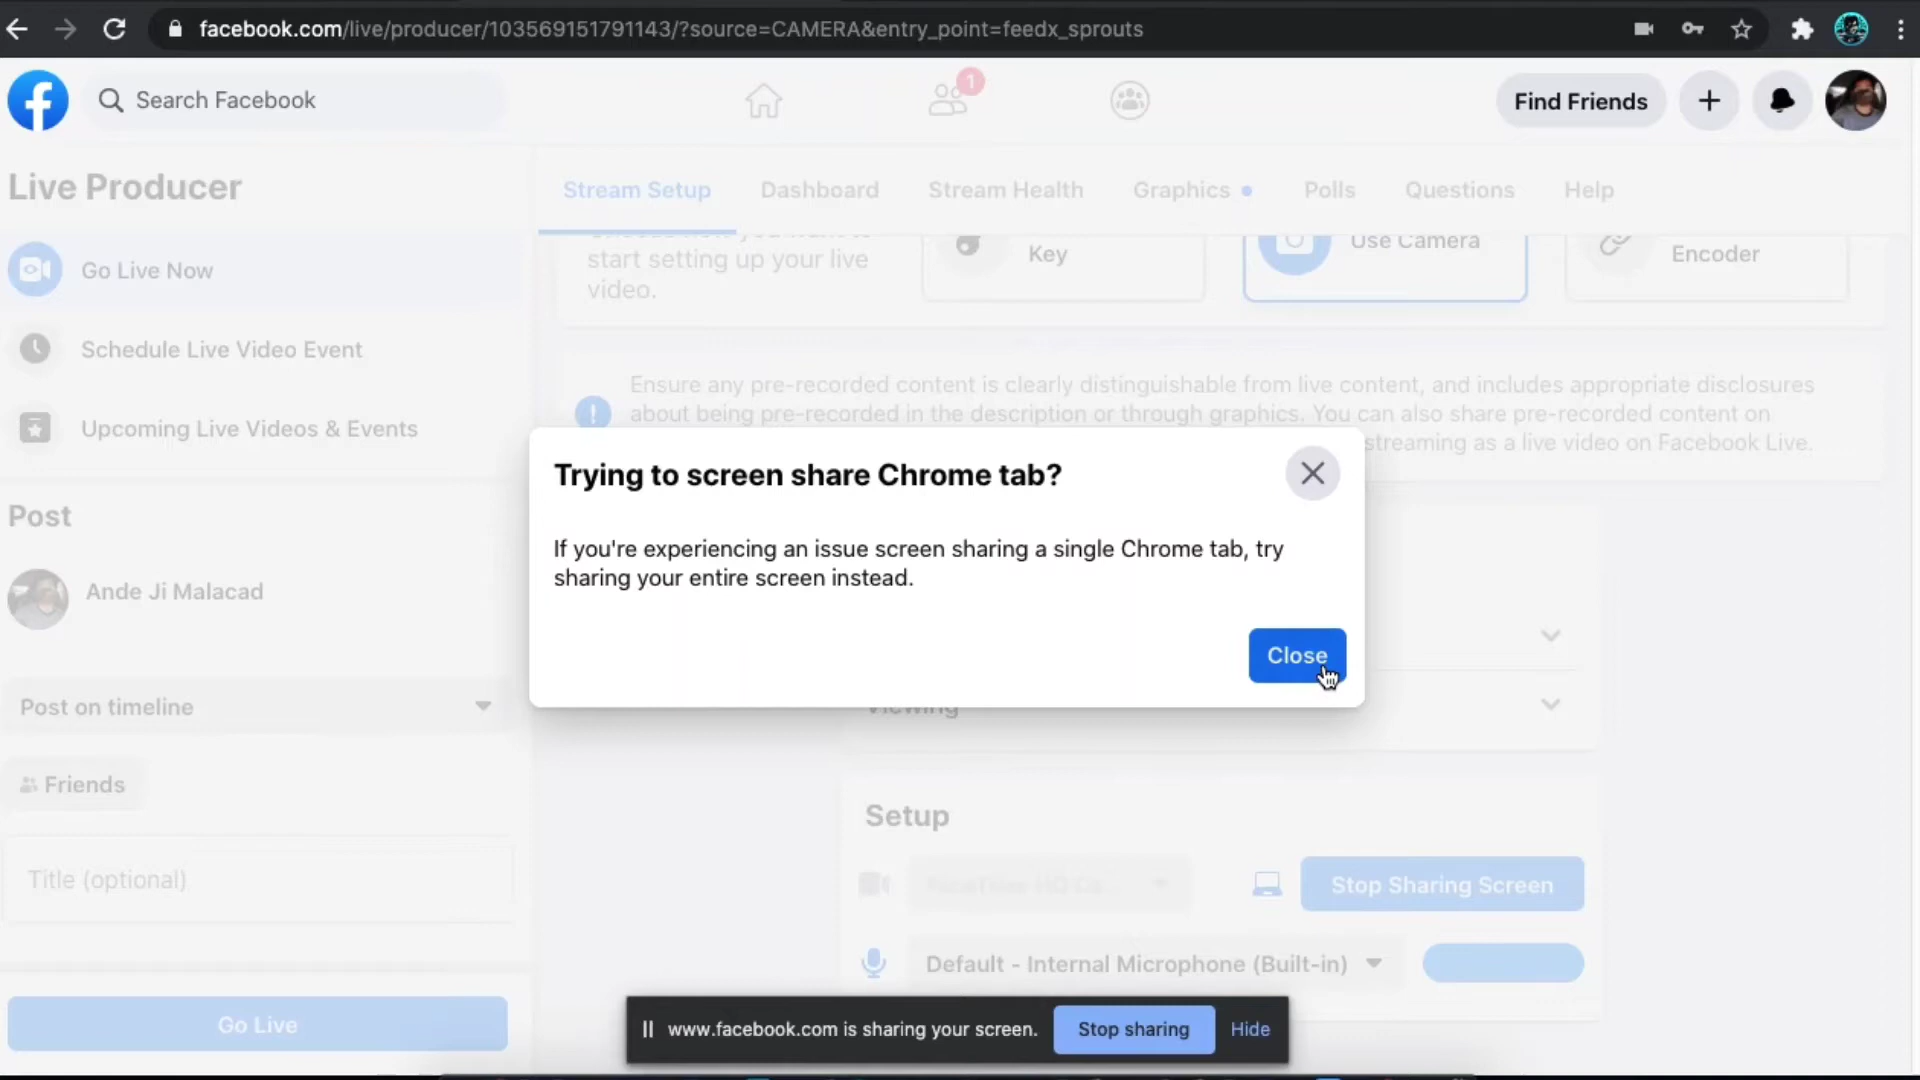 facebook.com/live/producer/103569151791143/?source=CAMERA&entry_point=feedx_sprouts
Search Facebook
1
Find Friends
Live Producer
Stream Setup
Dashboard
Stream Health
Graphics
Polls
Questions
Help
Go Live Now
Schedule Live Video Event
Upcoming Live Videos & Events
start setting up your live
video.
Key
Use Camera
Encoder
Ensure any pre-recorded content is clearly distinguishable from live content, and includes appropriate disclosures
about being pre-recorded in the description or through graphics. You can also share pre-recorded content on
streaming as a live video on Facebook Live.
Trying to screen share Chrome tab?
If you're experiencing an issue screen sharing a single Chrome tab, try
sharing your entire screen instead.
Close
Post
Ande Ji Malacad
Post on timeline
Friends
Title (optional)
Go Live
Viewing
Setup
Stop Sharing Screen
Default - Internal Microphone (Built-in)
www.facebook.com is sharing your screen.
Stop sharing
Hide